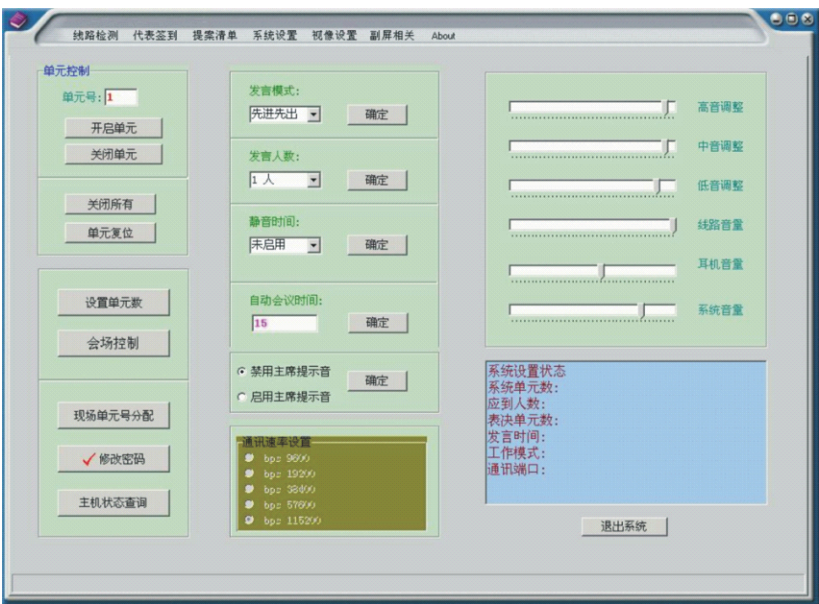 线路检测 代表签到 提案清单 系统设置 视像设置 副屏相关 About
单元控制
单元号:1
开启单元
关闭单元
关闭所有
单元复位
设置单元数
会场控制
现场单元号分配
修改密码
主机状态查询
发言模式:
先进先出 确定
发言人数:
1 人 确定
静音时间:
未启用 确定
自动会议时间:
15 确定
禁用主席提示音
启用主席提示音
确定
通讯速率设置
bps 9600
bps 19200
bps 38400
bps 57600
bps 115200
高音调整
中音调整
低音调整
线路音量
耳机音量
系统音量
系统设置状态
系统单元数:
应到人数:
表决单元数:
发言时间:
工作模式:
通讯端口:
退出系统